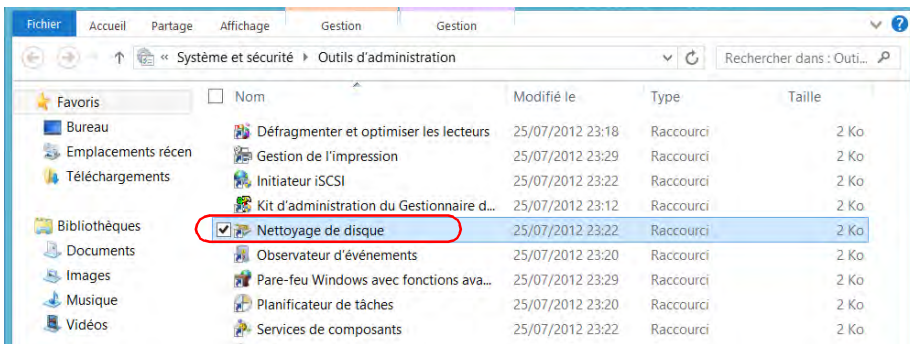 Fichier Accueil Partage Affichage Gestion Gestion
« Système et sécurité Outils d'administration Rechercher dans : Outi...
Favoris Nom Modifié le Type Taille
Bureau Défragmenter et optimiser les lecteurs 25/07/2012 23:18 Raccourci 2 Ko
Emplacements récen Gestion de l'impression 25/07/2012 23:29 Raccourci 2 Ko
Téléchargements Initiateur iSCSI 25/07/2012 23:22 Raccourci 2 Ko
Kit d'administration du Gestionnaire d... 25/07/2012 23:12 Raccourci 2 Ko
Bibliothèques Nettoyage de disque 25/07/2012 23:22 Raccourci 2 Ko
Documents Observateur d'événements 25/07/2012 23:20 Raccourci 2 Ko
Images Pare-feu Windows avec fonctions ava... 25/07/2012 23:29 Raccourci 2 Ko
Musique Planificateur de tâches 25/07/2012 23:20 Raccourci 2 Ko
Vidéos Services de composants 25/07/2012 23:22 Raccourci 2 Ko